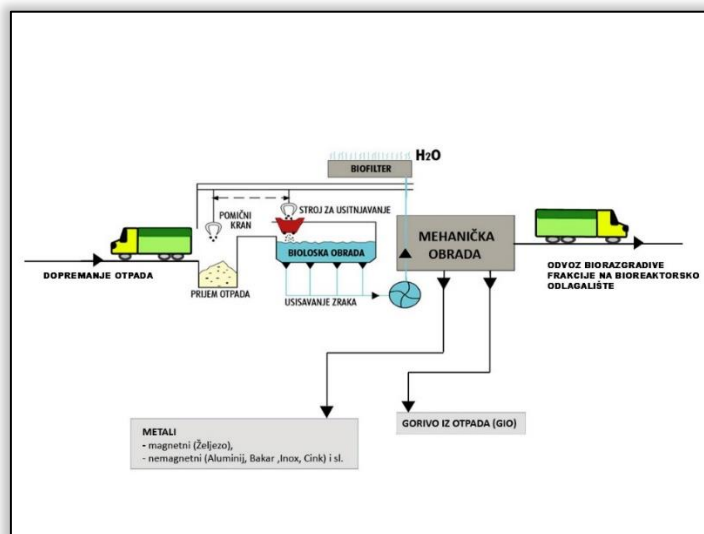 H2O
BIOFILTER
POMIČNI
KRAN
STROJ ZA USITNJAVANJE
DOPREMANJE OTPADA
PRIJEM OTPADA
BIOLOSKA OBRADA
USISAVANJE ZRAKA
MEHANIČKA
OBRADA
ODVOZ BIORAZGRADIVE
FRAKCIJE NA BIOREAKTORSKO
ODLAGALIŠTE
METALI
- magnetni (Željezo),
- nemagnetni (Aluminij, Bakar ,Inox, Cink) i sl.
GORIVO IZ OTPADA (GIO)